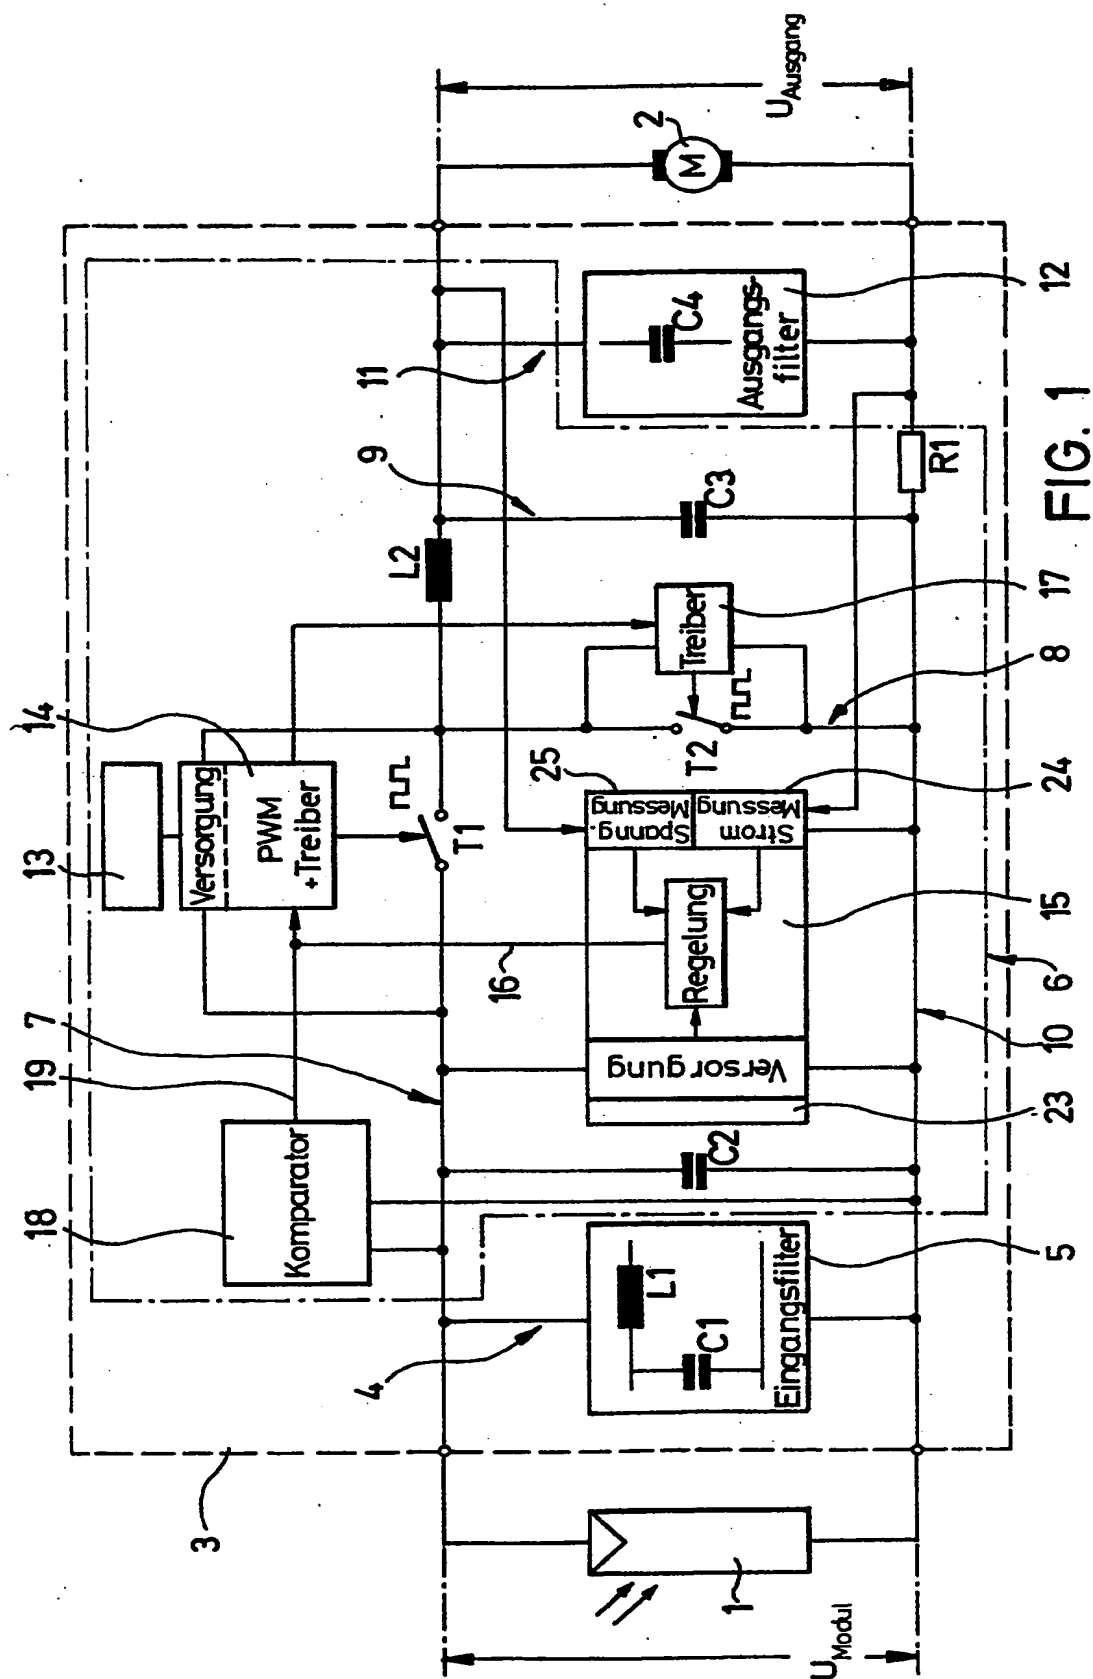 3
18
19
7
13
14
Komparator
Versorgung
PWM
+Treiber
T1
L2
9
11
2
M
U Ausgang
U Modul
1
4
L1
C1
Eingangsfilter
5
C2
16
Versorgung
Regelung
Spanng.
Messung
Strom
Messung
25
24
T2
Treiber
17
8
C3
C4
Ausgangs-
filter
12
R1
23
10
6
15
FIG. 1